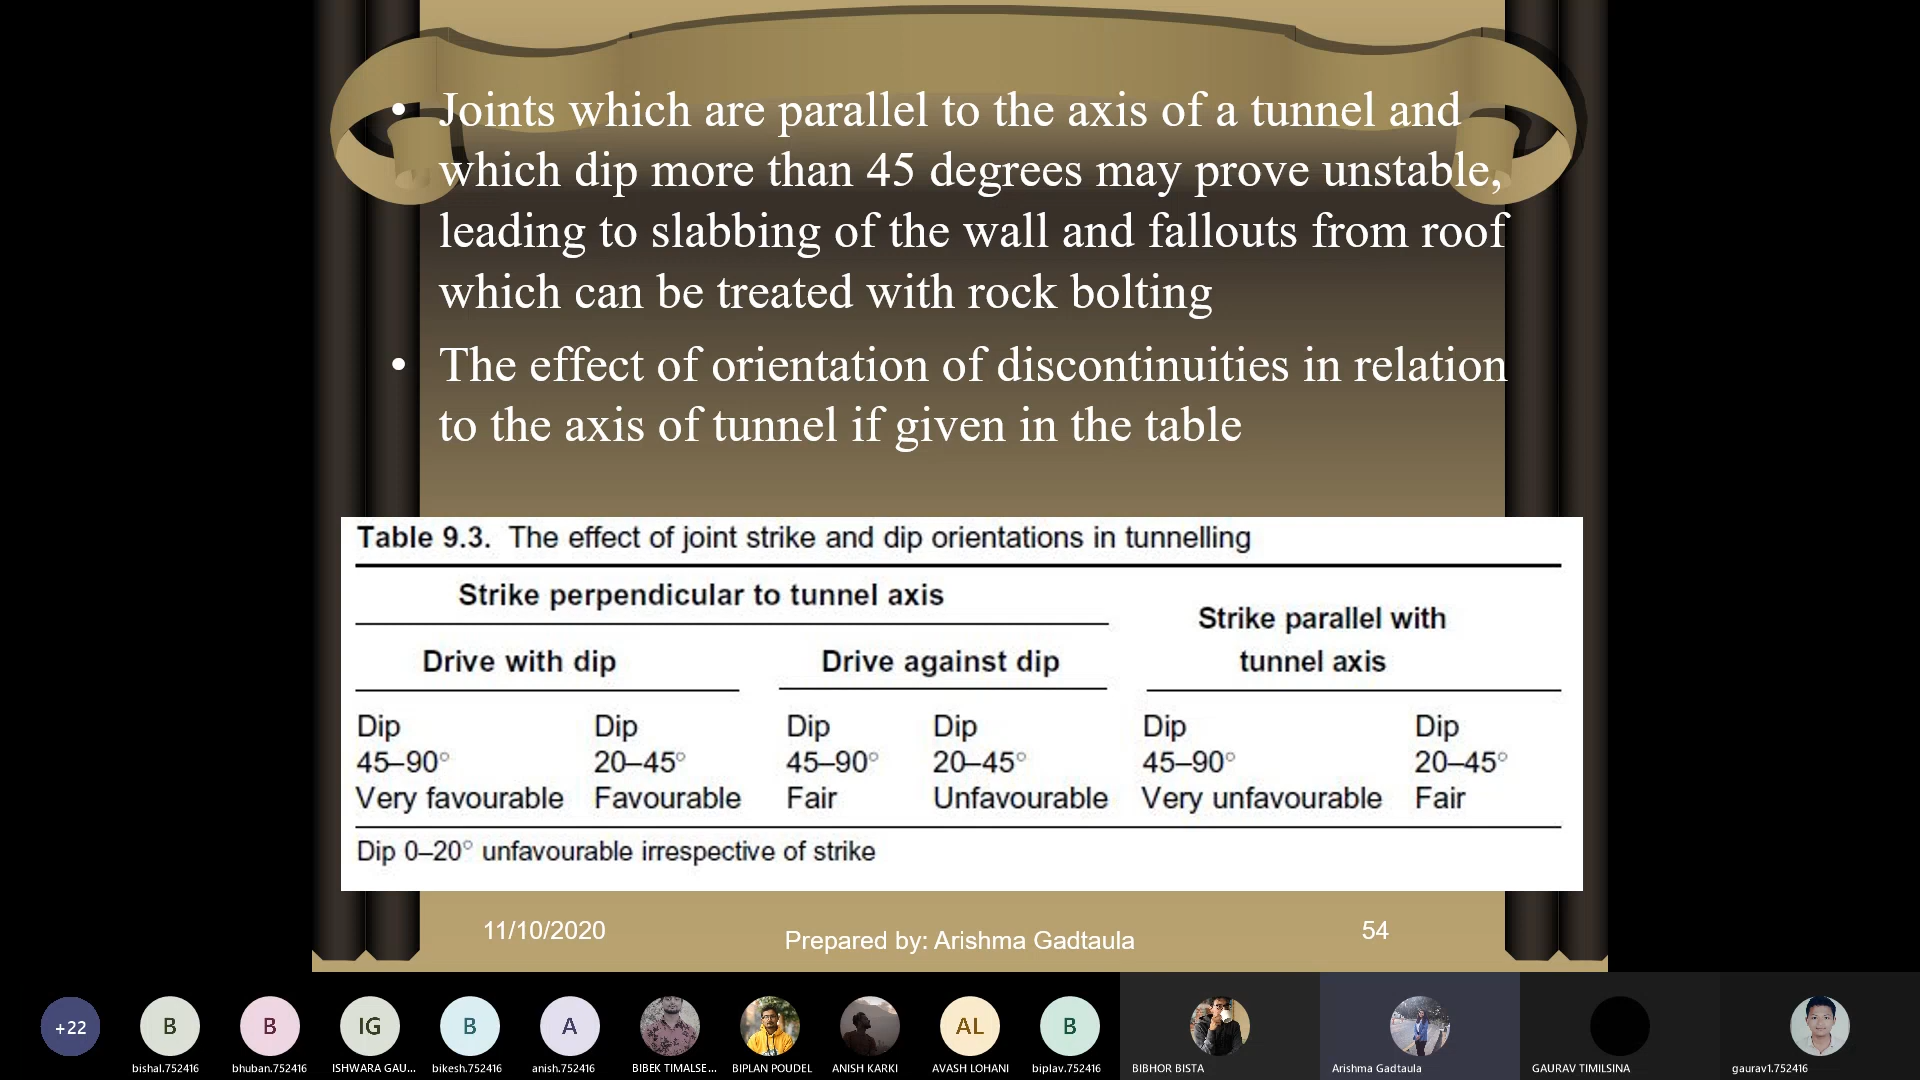 • Joints which are parallel to the axis of a tunnel and
which dip more than 45 degrees may prove unstable,
leading to slabbing of the wall and fallouts from roof
which can be treated with rock bolting
• The effect of orientation of discontinuities in relation
to the axis of tunnel if given in the table
Table 9.3. The effect of joint strike and dip orientations in tunnelling
Strike perpendicular to tunnel axis
Strike parallel with
tunnel axis
Drive with dip Drive against dip
Dip Dip Dip Dip Dip Dip
45–90° 20–45° 45–90° 20–45° 45–90° 20–45°
Very favourable Favourable Fair Unfavourable Very unfavourable Fair
Dip 0–20° unfavourable irrespective of strike
11/10/2020 Prepared by: Arishma Gadtaula 54
+22 B B IG B A AL B
bishal.752416 bhuban.752416 ISHWARA GAU... bikesh.752416 anish.752416 BIBEK TIMALSE... BIPLAN POUDEL ANISH KARKI AVASH LOHANI biplav.752416 BIBHOR BISTA Arishma Gadtaula GAURAV TIMILSINA gaurav1.752416